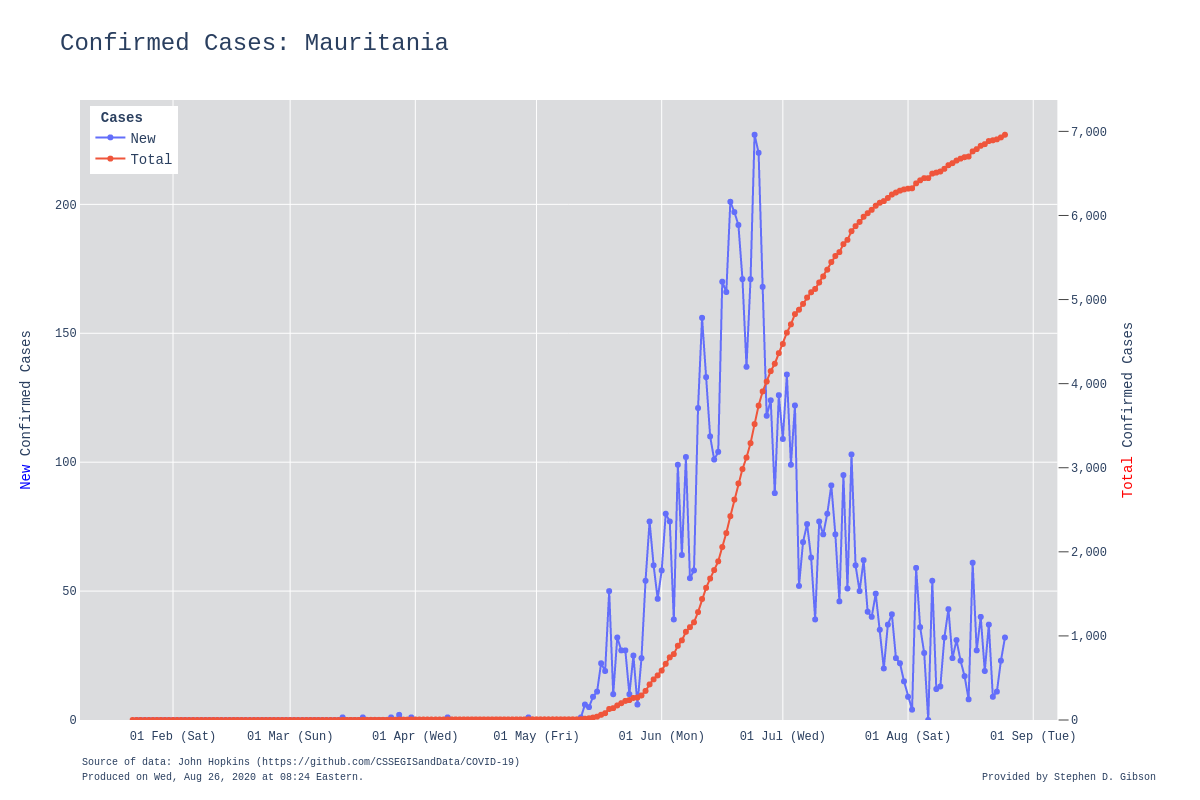 Confirmed Cases: Mauritania
Cases
New
Total
200
150
100
50
0
7,000
6,000
5,000
4,000
3,000
2,000
1,000
0
New Confirmed Cases
Total Confirmed Cases
01 Feb (Sat)
01 Mar (Sun)
01 Apr (Wed)
01 May (Fri)
01 Jun (Mon)
01 Jul (Wed)
01 Aug (Sat)
01 Sep (Tue)
Source of data: John Hopkins (https://github.com/CSSEGISandData/COVID-19)
Produced on Wed, Aug 26, 2020 at 08:24 Eastern.
Provided by Stephen D. Gibson